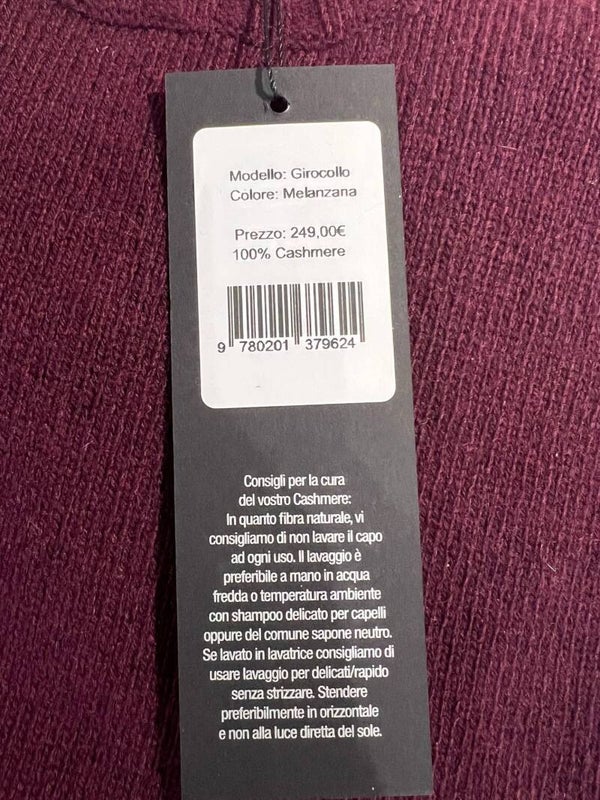 Modello: Girocollo
Colore: Melanzana
Prezzo: 249,00€
100% Cashmere
9 780201 379624
Consigli per la cura
del vostro Cashmere:
In quanto fibra naturale, vi
consigliamo di non lavare il capo
ad ogni uso. Il lavaggio è
preferibile a mano in acqua
fredda o temperatura ambiente
con shampoo delicato per capelli
oppure del comune sapone neutro.
Se lavato in lavatrice consigliamo di
usare lavaggio per delicati/rapido
senza strizzare. Stendere
preferibilmente in orizzontale
e non alla luce diretta del sole.